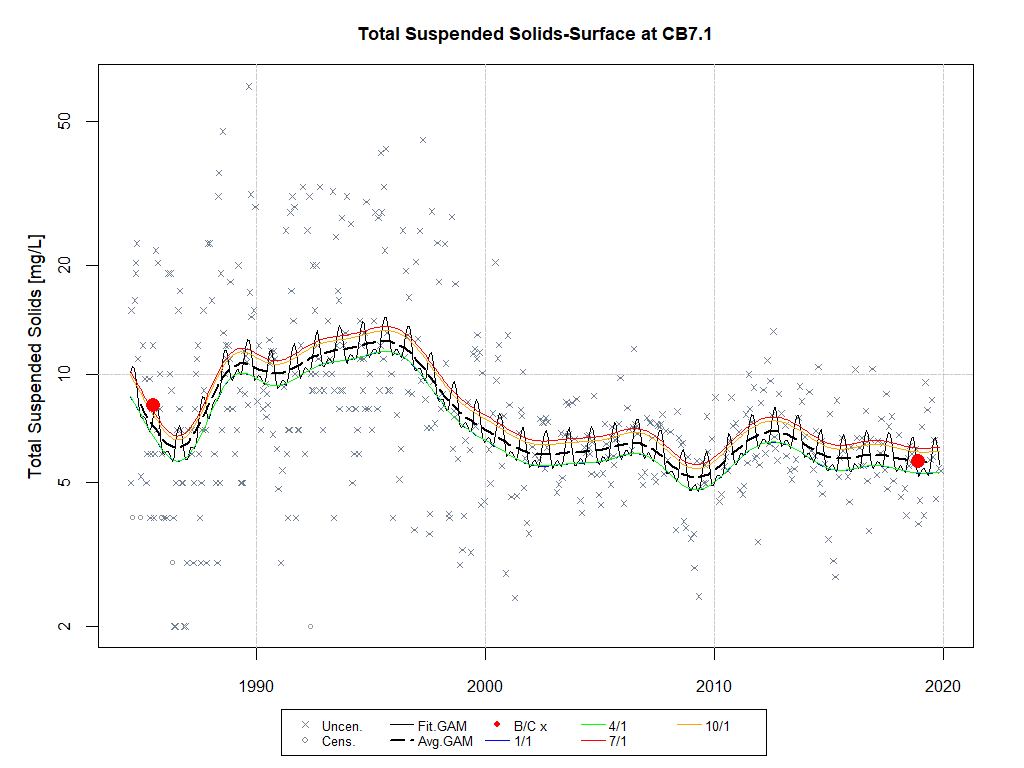 Total Suspended Solids-Surface at CB7.1
Total Suspended Solids [mg/L]
50
20
10
5
2
1990
2000
2010
2020
Uncen.
Fit.GAM
B/C x
4/1
10/1
Cens.
Avg.GAM
1/1
7/1